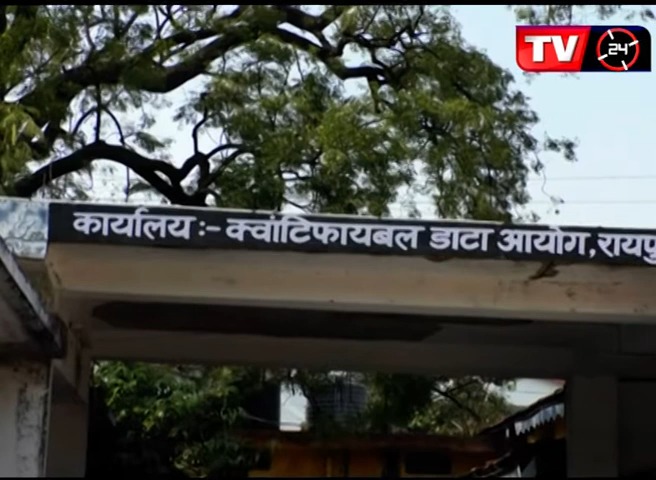 TV 24
कार्यालय :- क्वांटिफायबल डाटा आयोग, रायपु